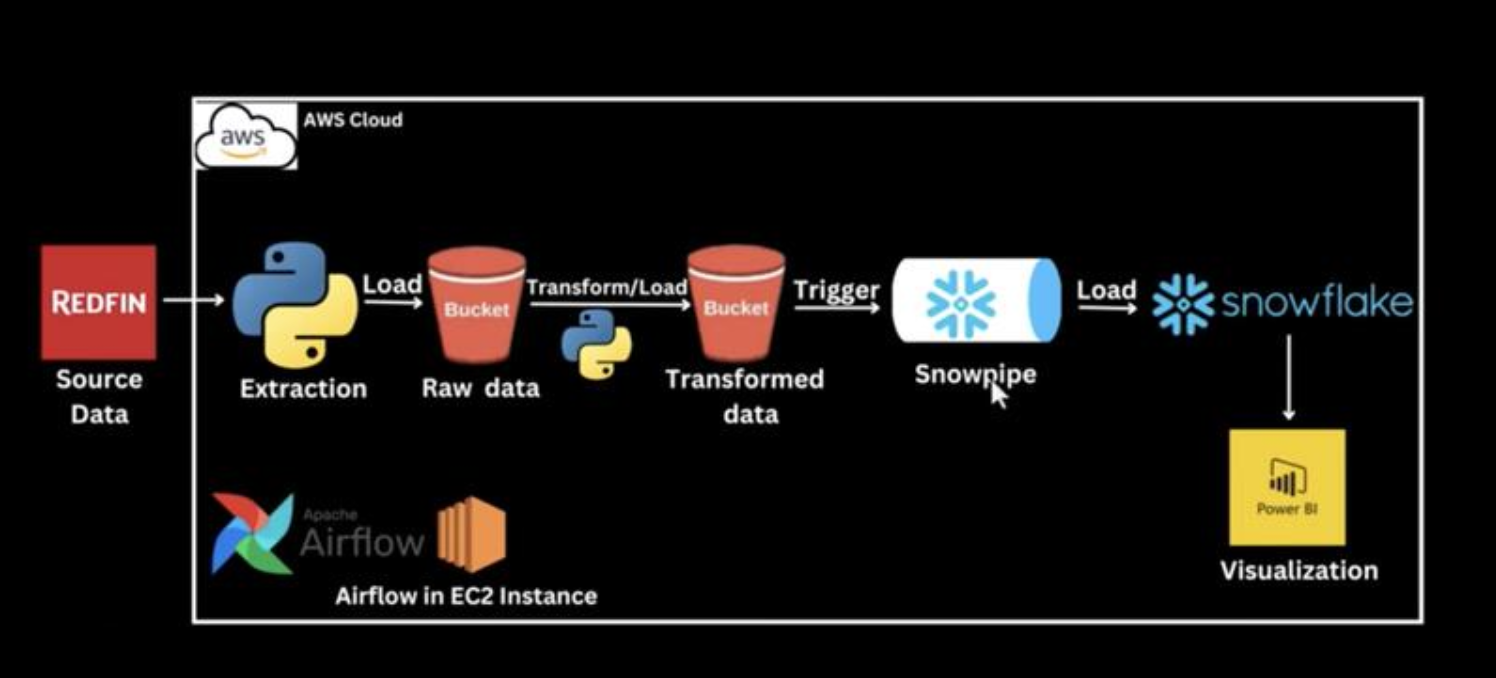 aws
AWS Cloud
REDFIN
Source
Data
Extraction
Load
Bucket
Raw data
Transform/Load
Bucket
Transformed
data
Trigger
Snowpipe
Load
snowflake
Power BI
Visualization
Apache
Airflow
Airflow in EC2 Instance